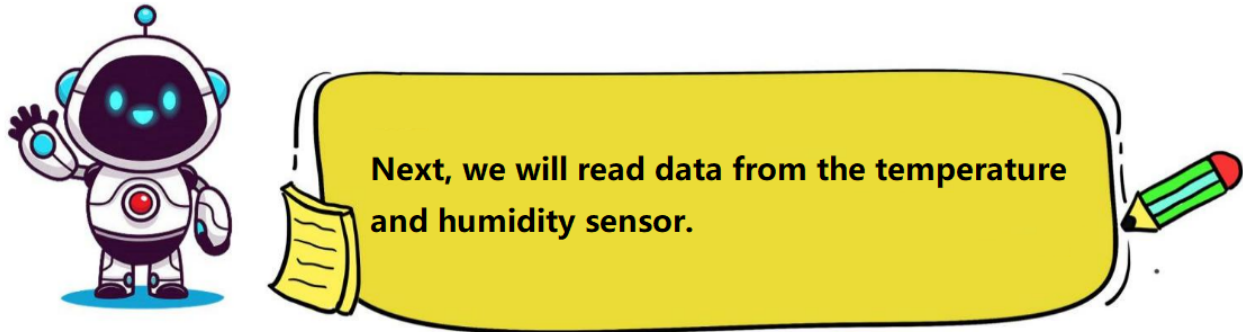 Next, we will read data from the temperature
and humidity sensor.